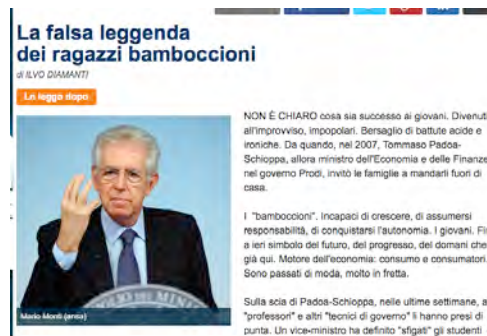 La falsa leggenda
dei ragazzi bamboccioni
di ILVO DIAMANTI
Lo leggo dopo
NON È CHIARO cosa sia successo ai giovani. Divenuti
all'improvviso, impopolari. Bersaglio di battute acide e
ironiche. Da quando, nel 2007, Tommaso Padoa-
Schioppa, allora ministro dell'Economia e delle Finanze
nel governo Prodi, invitò le famiglie a mandarli fuori di
casa.
I "bamboccioni". Incapaci di crescere, di assumersi
responsabilità, di conquistarsi l'autonomia. I giovani. Fi
a ieri simbolo del futuro, del progresso, del domani che
già qui. Motore dell'economia: consumo e consumatori.
Sono passati di moda, molto in fretta.
Mario Monti (ansa)
Sulla scia di Padoa-Schioppa, nelle ultime settimane, a
"professori" e altri "tecnici di governo" li hanno presi di
punta. Un vice-ministro ha definito "sfigati" gli studenti